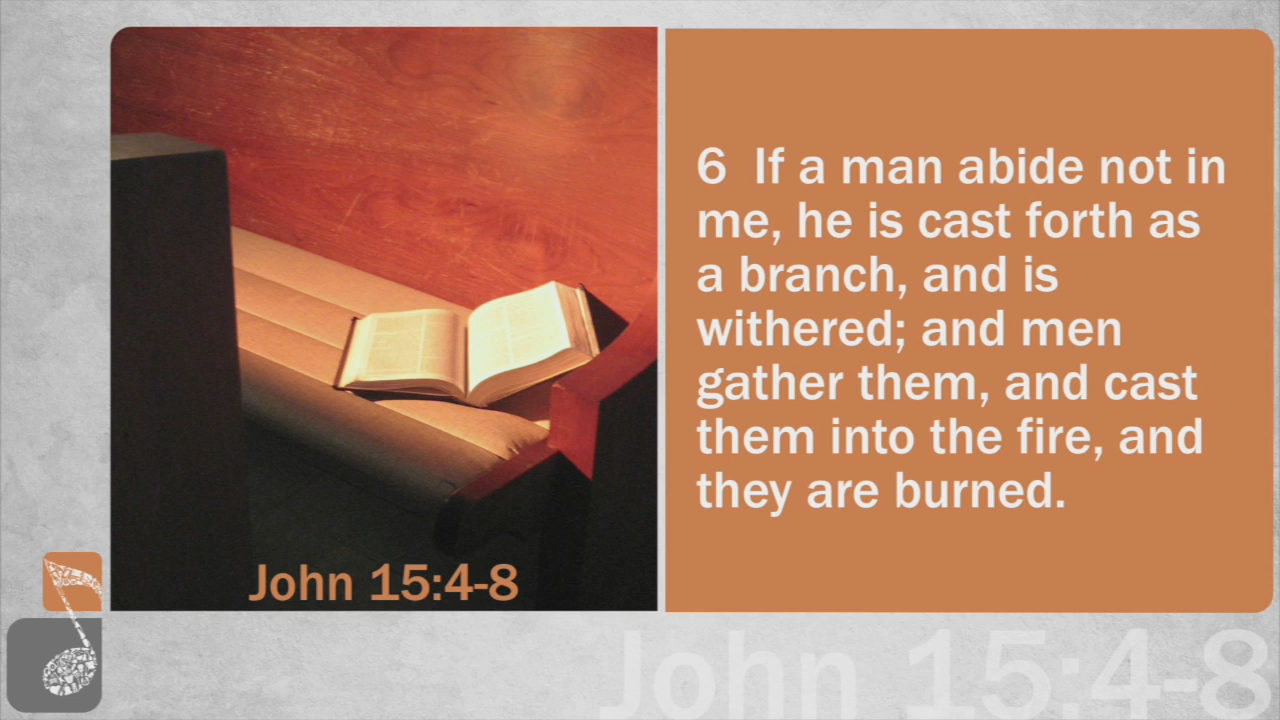 6 If a man abide not in
me, he is cast forth as
a branch, and is
withered; and men
gather them, and cast
them into the fire, and
they are burned.
John 15:4-8
John 15:4-8